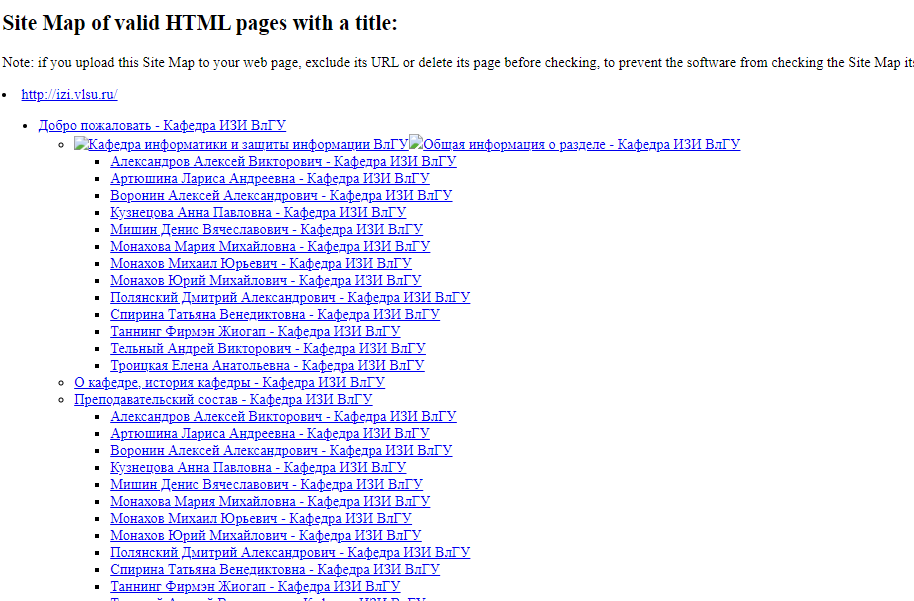 Site Map of valid HTML pages with a title:
Note: if you upload this Site Map to your web page, exclude its URL or delete its page before checking, to prevent the software from checking the Site Map its
http://izi.vlsu.ru/
Добро пожаловать - Кафедра ИЗИ ВлГУ
Кафедра информатики и защиты информации ВлГУ Общая информация о разделе - Кафедра ИЗИ ВлГУ
Александров Алексей Викторович - Кафедра ИЗИ ВлГУ
Артюшина Лариса Андреевна - Кафедра ИЗИ ВлГУ
Воронин Алексей Александрович - Кафедра ИЗИ ВлГУ
Кузнецова Анна Павловна - Кафедра ИЗИ ВлГУ
Мишин Денис Вячеславович - Кафедра ИЗИ ВлГУ
Монахова Мария Михайловна - Кафедра ИЗИ ВлГУ
Монахов Михаил Юрьевич - Кафедра ИЗИ ВлГУ
Монахов Юрий Михайлович - Кафедра ИЗИ ВлГУ
Полянский Дмитрий Александрович - Кафедра ИЗИ ВлГУ
Спирина Татьяна Венедиктовна - Кафедра ИЗИ ВлГУ
Таннинг Фирмэн Жиогап - Кафедра ИЗИ ВлГУ
Тельный Андрей Викторович - Кафедра ИЗИ ВлГУ
Троицкая Елена Анатольевна - Кафедра ИЗИ ВлГУ
О кафедре, история кафедры - Кафедра ИЗИ ВлГУ
Преподавательский состав - Кафедра ИЗИ ВлГУ
Александров Алексей Викторович - Кафедра ИЗИ ВлГУ
Артюшина Лариса Андреевна - Кафедра ИЗИ ВлГУ
Воронин Алексей Александрович - Кафедра ИЗИ ВлГУ
Кузнецова Анна Павловна - Кафедра ИЗИ ВлГУ
Мишин Денис Вячеславович - Кафедра ИЗИ ВлГУ
Монахова Мария Михайловна - Кафедра ИЗИ ВлГУ
Монахов Михаил Юрьевич - Кафедра ИЗИ ВлГУ
Монахов Юрий Михайлович - Кафедра ИЗИ ВлГУ
Полянский Дмитрий Александрович - Кафедра ИЗИ ВлГУ
Спирина Татьяна Венедиктовна - Кафедра ИЗИ ВлГУ
Таннинг Фирмэн Жиогап - Кафедра ИЗИ ВлГУ